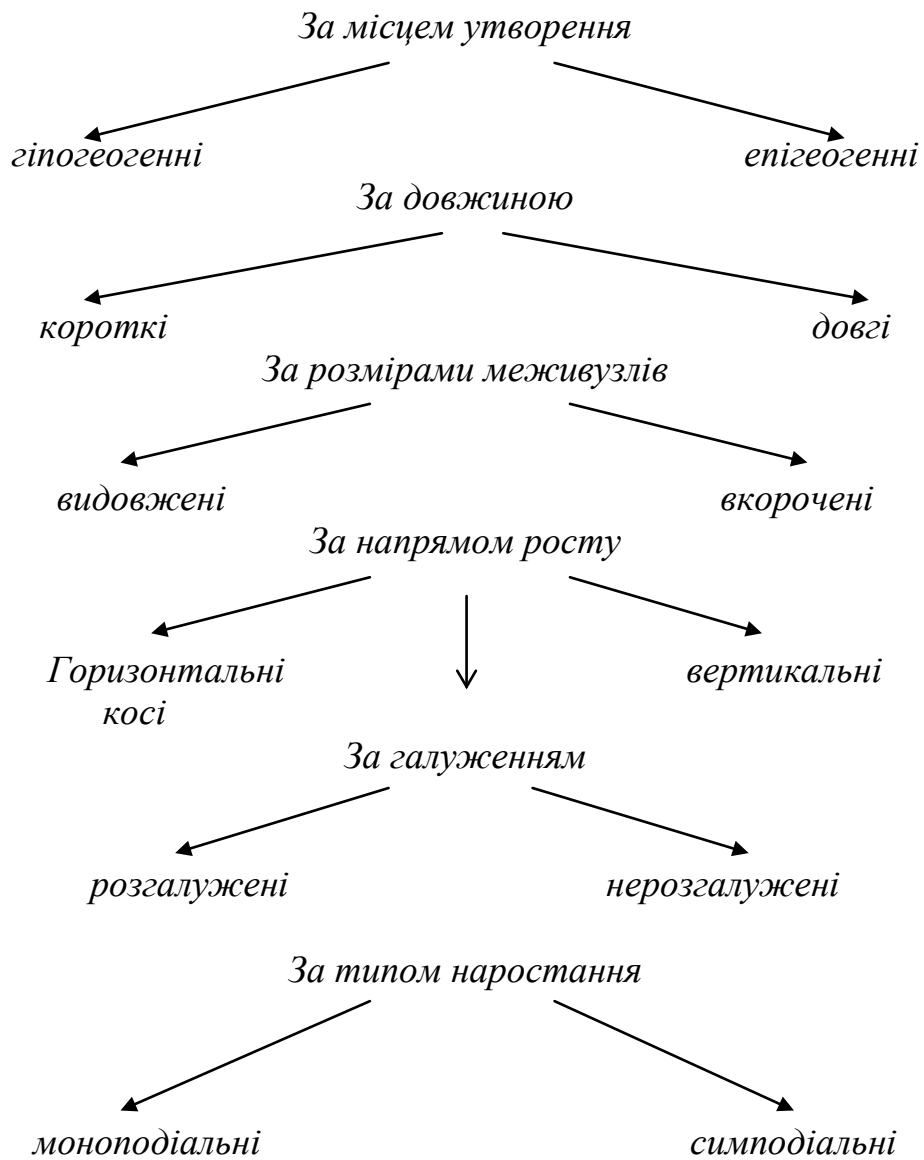 За місцем утворення
гіпогеогенні епігеогенні
За довжиною
короткі довгі
За розмірами меживузлів
видовжені вкорочені
За напрямом росту
Горизонтальні вертикальні
косі
За галуженням
розгалужені нерозгалужені
За типом наростання
моноподіальні симподіальні